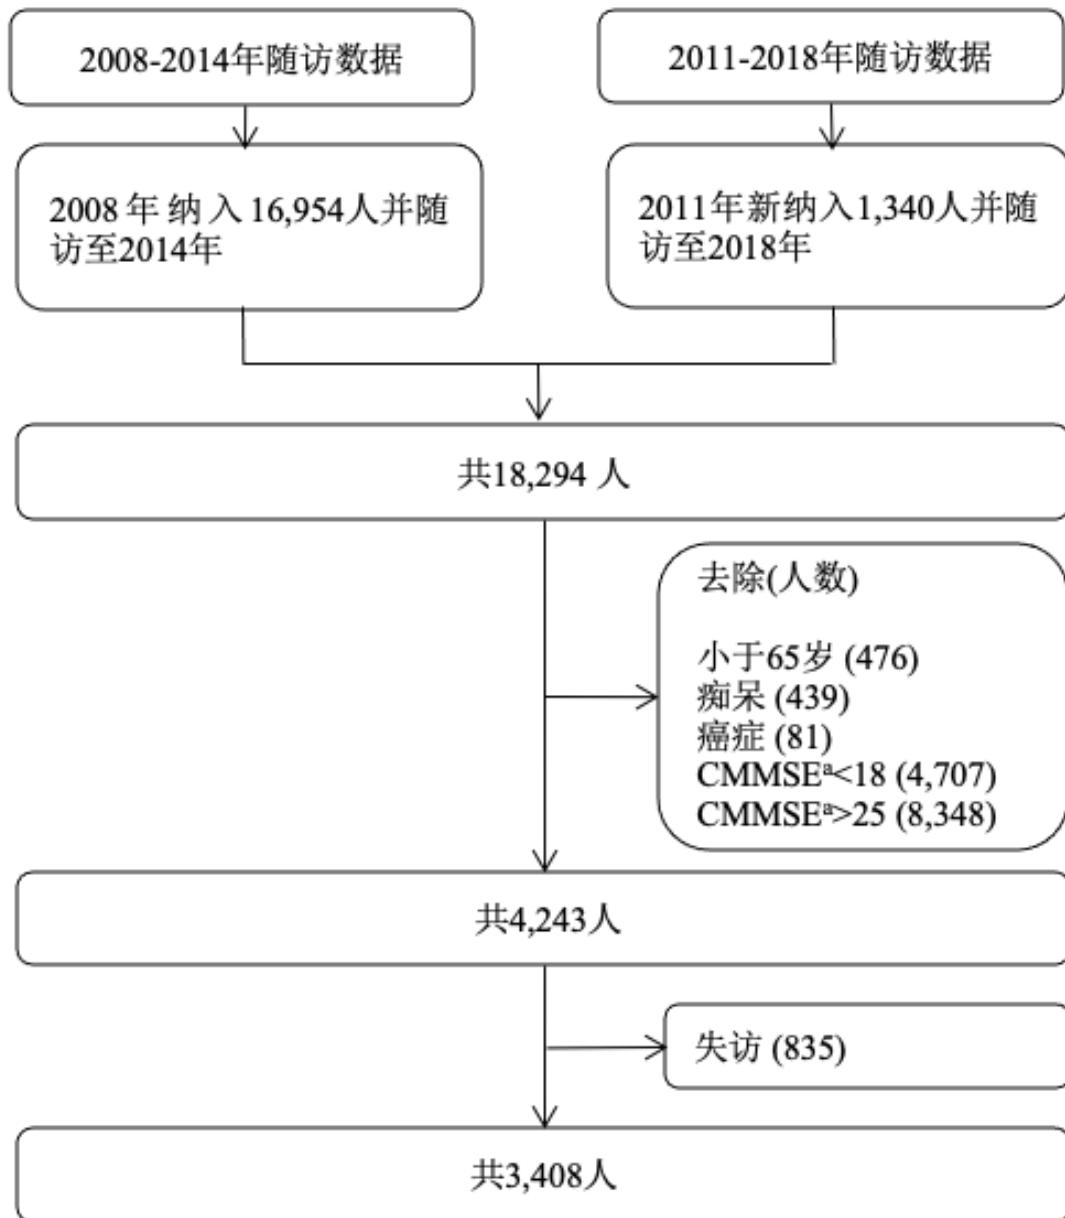 2008-2014年随访数据
2011-2018年随访数据
2008 年 纳 入 16,954人并随
访至2014年
2011年新纳入1,340人并随
访至2018年
共18,294 人
去除(人数)
小于65岁 (476)
痴呆 (439)
癌症 (81)
CMMSEᵃ<18 (4,707)
CMMSEᵃ>25 (8,348)
共4,243人
失访 (835)
共3,408人